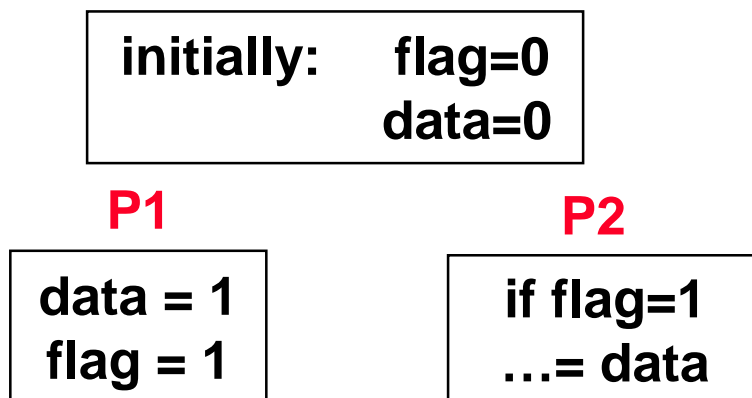 initially: flag=0
data=0
P1
data = 1
flag = 1
P2
if flag=1
…= data